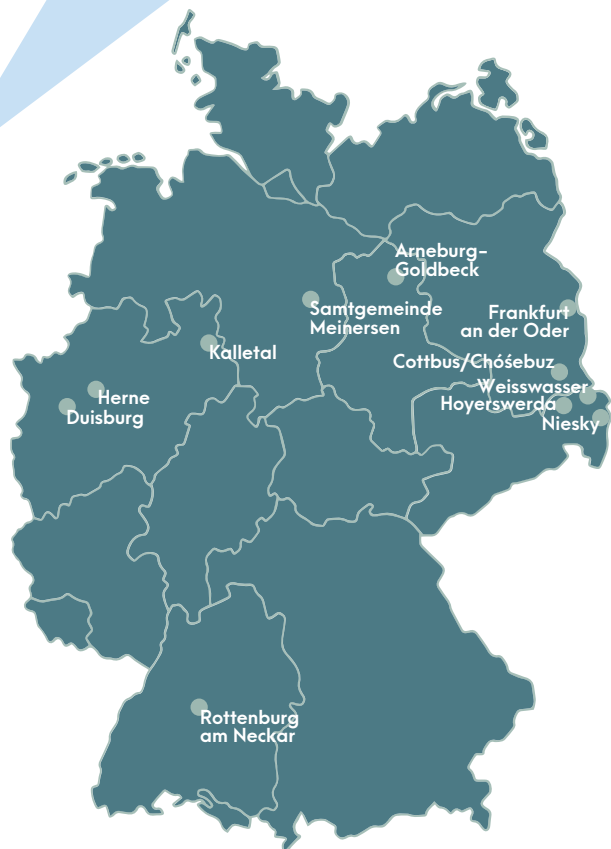 Arneburg-
Goldbeck
Samtgemeinde
Meinersen
Frankfurt
an der Oder
Kalletal
Cottbus/Chóśebuz
Weisswasser
Herne
Hoyerswerda
Duisburg
Niesky
Rottenburg
am Neckar